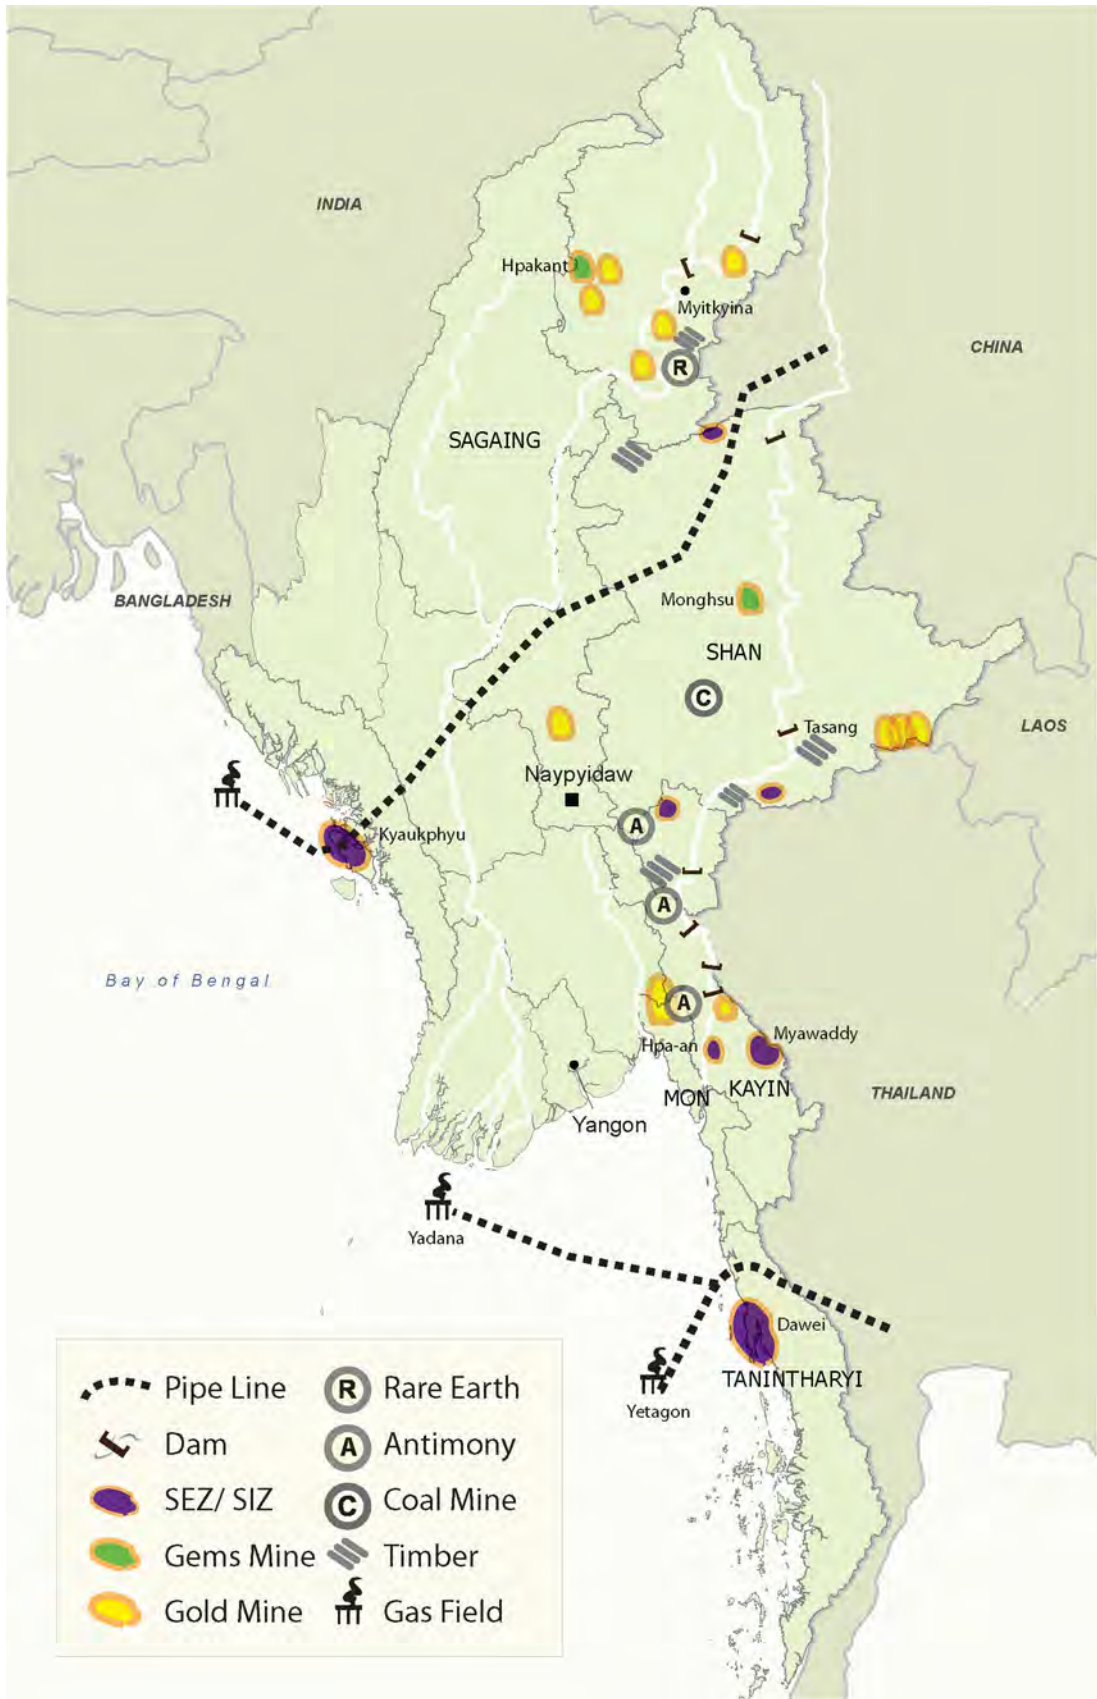 INDIA
Hpakant
Myitkyina
CHINA
R
SAGAING
BANGLADESH
Monghsu
SHAN
C
Tasang
LAOS
Naypyidaw
A
Kyaukphyu
A
Bay of Bengal
A
Hpa-an
Myawaddy
KAYIN
MON
THAILAND
Yangon
Yadana
Dawei
TANINTHARYI
Yetagon
Pipe Line
Dam
SEZ/ SIZ
Gems Mine
Gold Mine
R Rare Earth
A Antimony
C Coal Mine
Timber
Gas Field